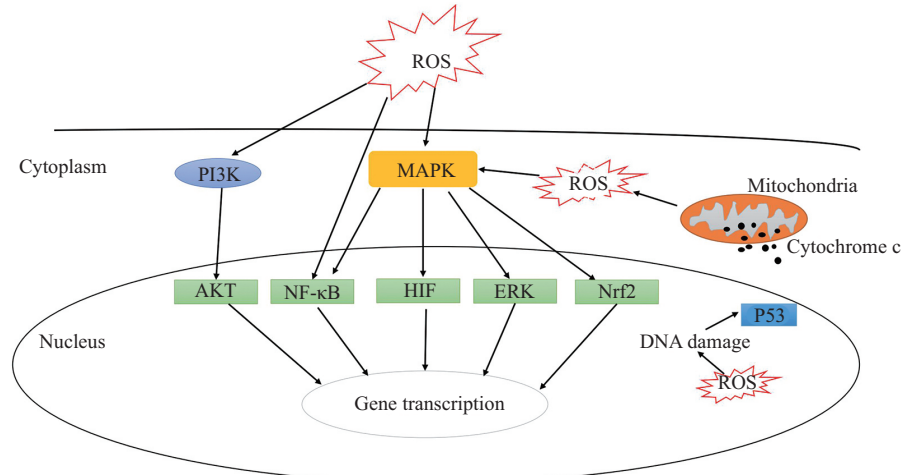 ROS
Cytoplasm
PI3K
MAPK
ROS
Mitochondria
Cytochrome c
AKT
NF-κB
HIF
ERK
Nrf2
P53
Nucleus
DNA damage
ROS
Gene transcription